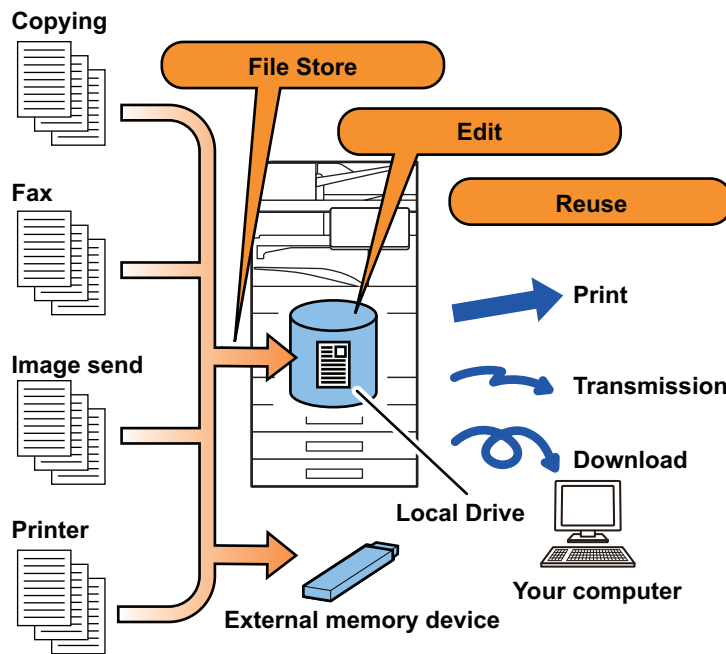 Copying
File Store
Edit
Fax
Reuse
Print
Image send
Transmission
Download
Local Drive
Printer
Your computer
External memory device